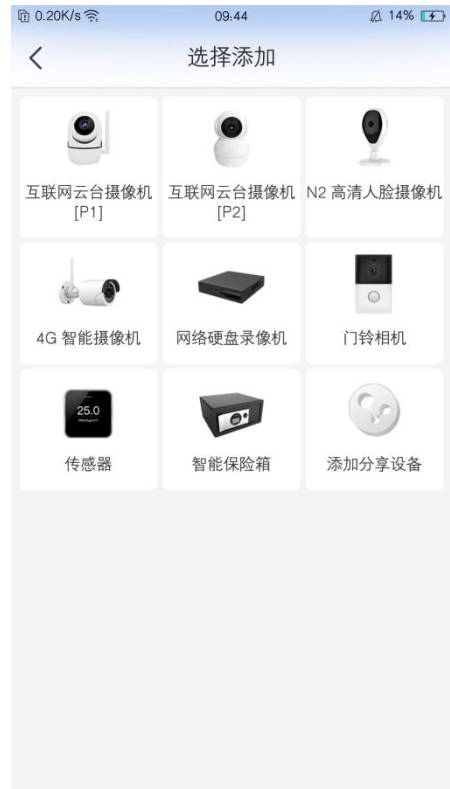 0.20K/s 09:44 14%
选择添加
互联网云台摄像机 互联网云台摄像机 N2 高清人脸摄像机
[P1] [P2]
4G 智能摄像机 网络硬盘录像机 门铃相机
25.0
传感器 智能保险箱 添加分享设备